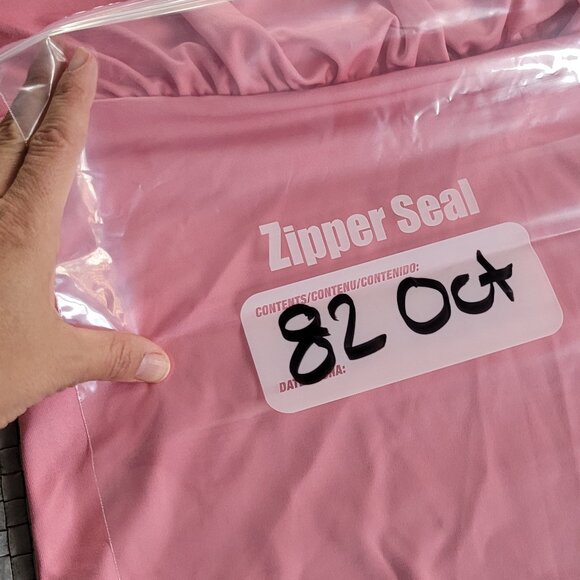 Zipper Seal
CONTENTS/CONTENU/CONTENIDO:
82 Oct